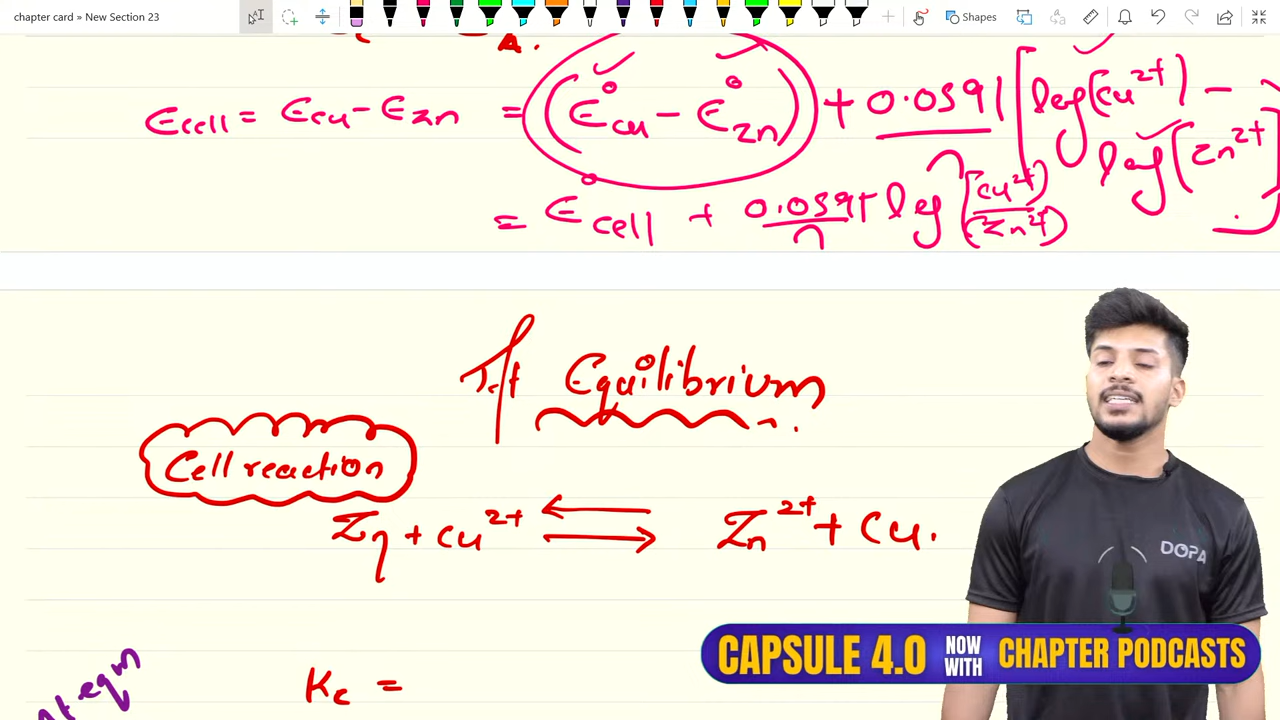 chapter card » New Section 23
Shapes
Ecell = Ecu - Ezn = (E°cu - E°zn) + 0.0591/n [log[Cu²⁺] - log[Zn²⁺]]
= E°cell + 0.0591/n log (Cu²⁺)/(Zn²⁺)
Equilibrium
Cell reaction
Zn + Cu²⁺ ⇌ Zn²⁺ + Cu.
Kc =
At eqm
DOPA
CAPSULE 4.0 NOW WITH CHAPTER PODCASTS